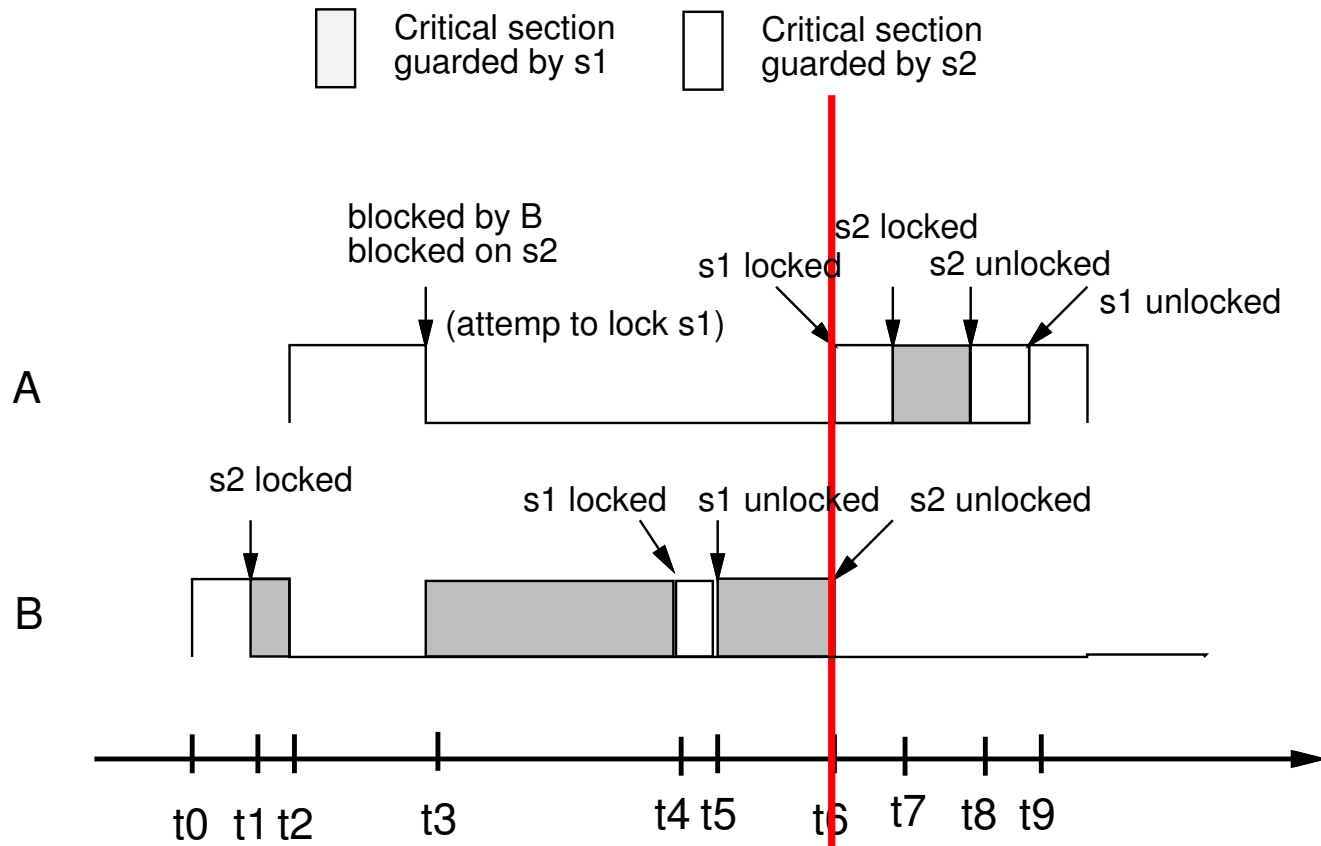 Critical section
guarded by s1
Critical section
guarded by s2
blocked by B
blocked on s2
(attemp to lock s1)
s1 locked
s2 locked
s2 unlocked
s1 unlocked
A
s2 locked
s1 locked
s1 unlocked
s2 unlocked
B
t0 t1 t2 t3 t4 t5 t6 t7 t8 t9